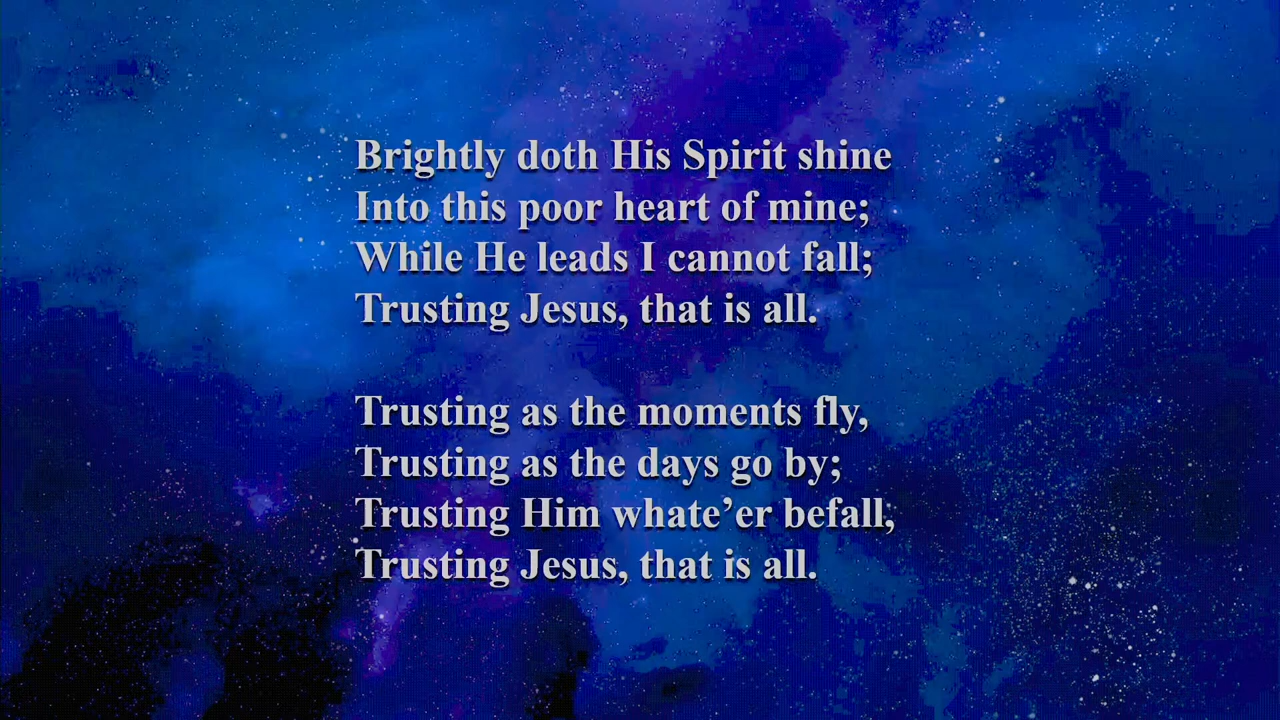 Brightly doth His Spirit shine
Into this poor heart of mine;
While He leads I cannot fall;
Trusting Jesus, that is all.
Trusting as the moments fly,
Trusting as the days go by;
Trusting Him whate’er befall,
Trusting Jesus, that is all.